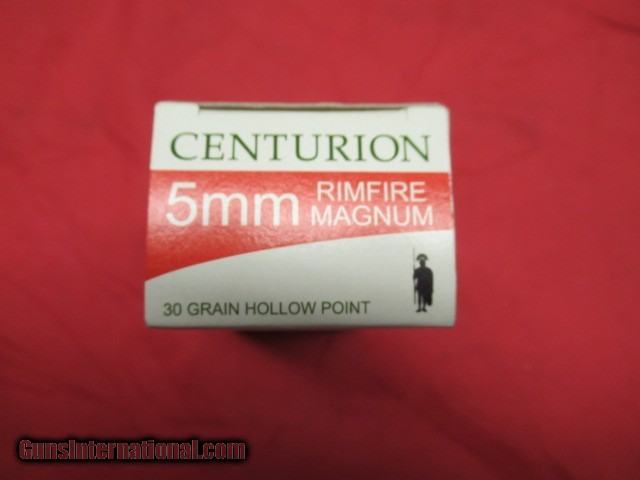 CENTURION
5mm RIMFIRE MAGNUM
30 GRAIN HOLLOW POINT
GunsInternational.com